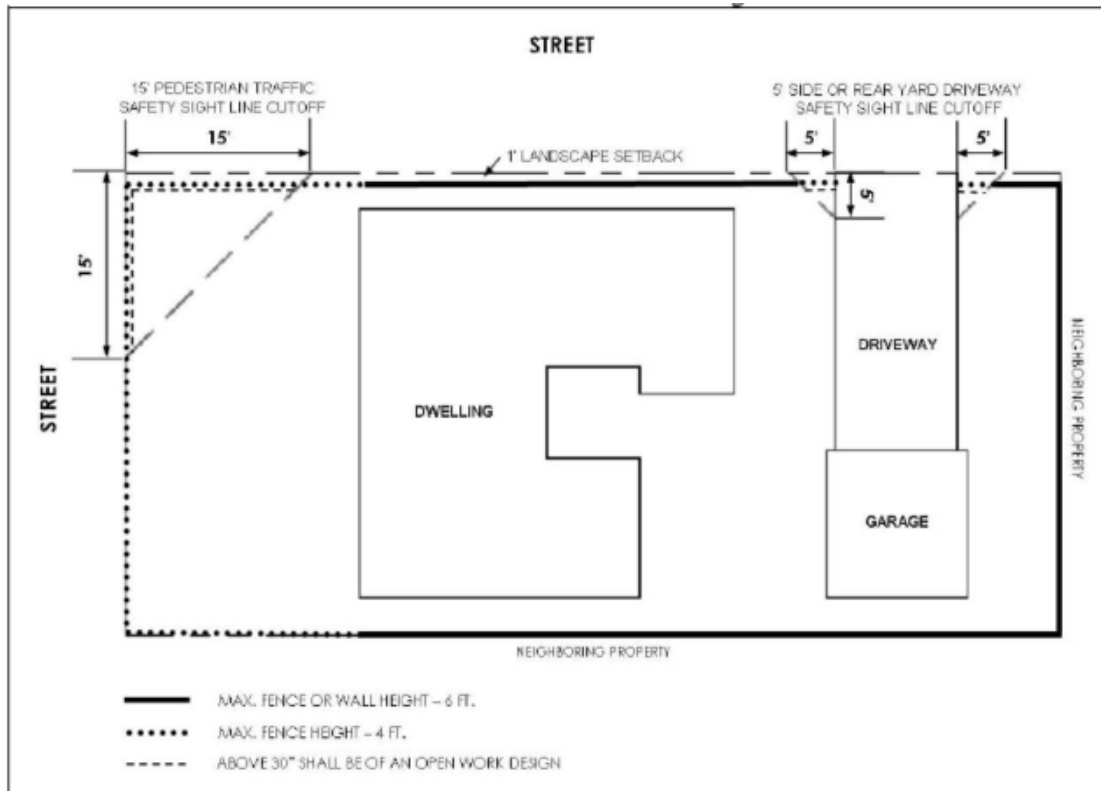 STREET
15' PEDESTRIAN TRAFFIC
SAFETY SIGHT LINE CUTOFF
15'
5' SIDE OR REAR YARD DRIVEWAY
SAFETY SIGHT LINE CUTOFF
5'
5'
1' LANDSCAPE SETBACK
5'
15'
STREET
DWELLING
DRIVEWAY
GARAGE
NEIGHBORING PROPERTY
NEIGHBORING PROPERTY
MAX. FENCE OR WALL HEIGHT – 6 FT.
MAX. FENCE HEIGHT – 4 FT.
ABOVE 30" SHALL BE OF AN OPEN WORK DESIGN